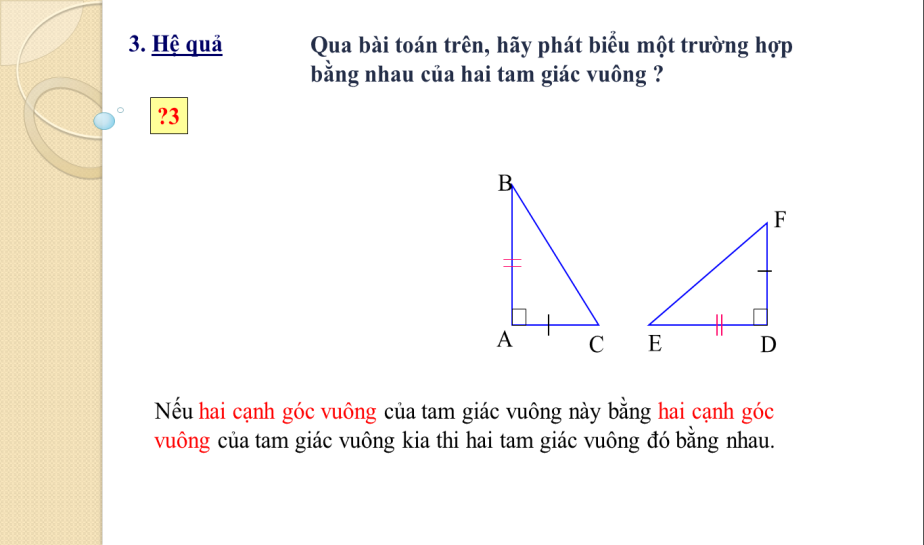 3. Hệ quả
Qua bài toán trên, hãy phát biểu một trường hợp
bằng nhau của hai tam giác vuông ?
?3
B
F
A
C
E
D
Nếu hai cạnh góc vuông của tam giác vuông này bằng hai cạnh góc
vuông của tam giác vuông kia thi hai tam giác vuông đó bằng nhau.